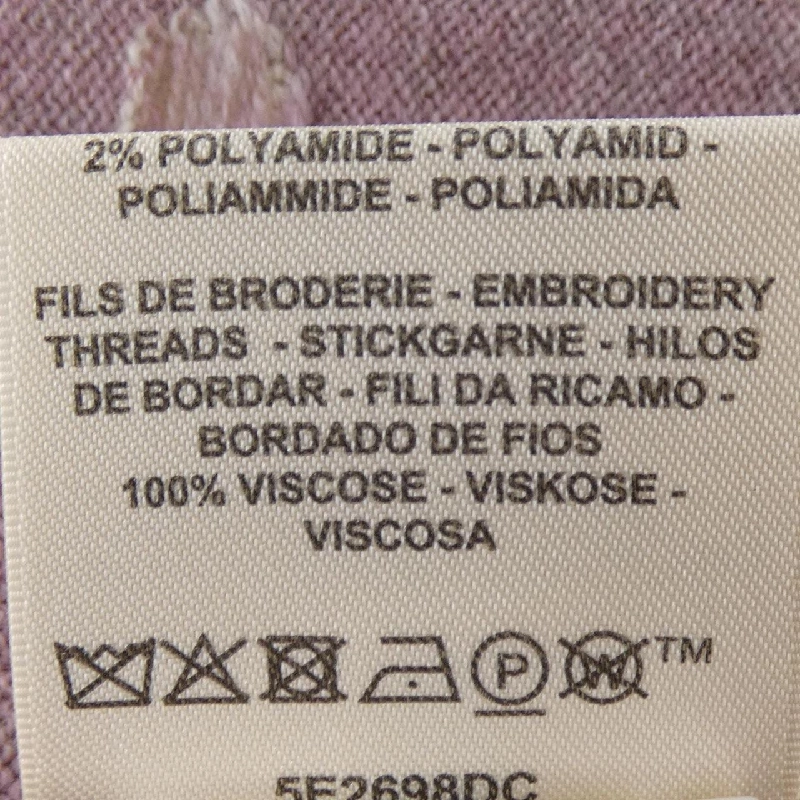 2% POLYAMIDE - POLYAMID -
POLIAMMIDE - POLIAMIDA
FILS DE BRODERIE - EMBROIDERY
THREADS - STICKGARNE - HILOS
DE BORDAR - FILI DA RICAMO -
BORDADO DE FIOS
100% VISCOSE - VISKOSE -
VISCOSA
P W TM
5E2698DC